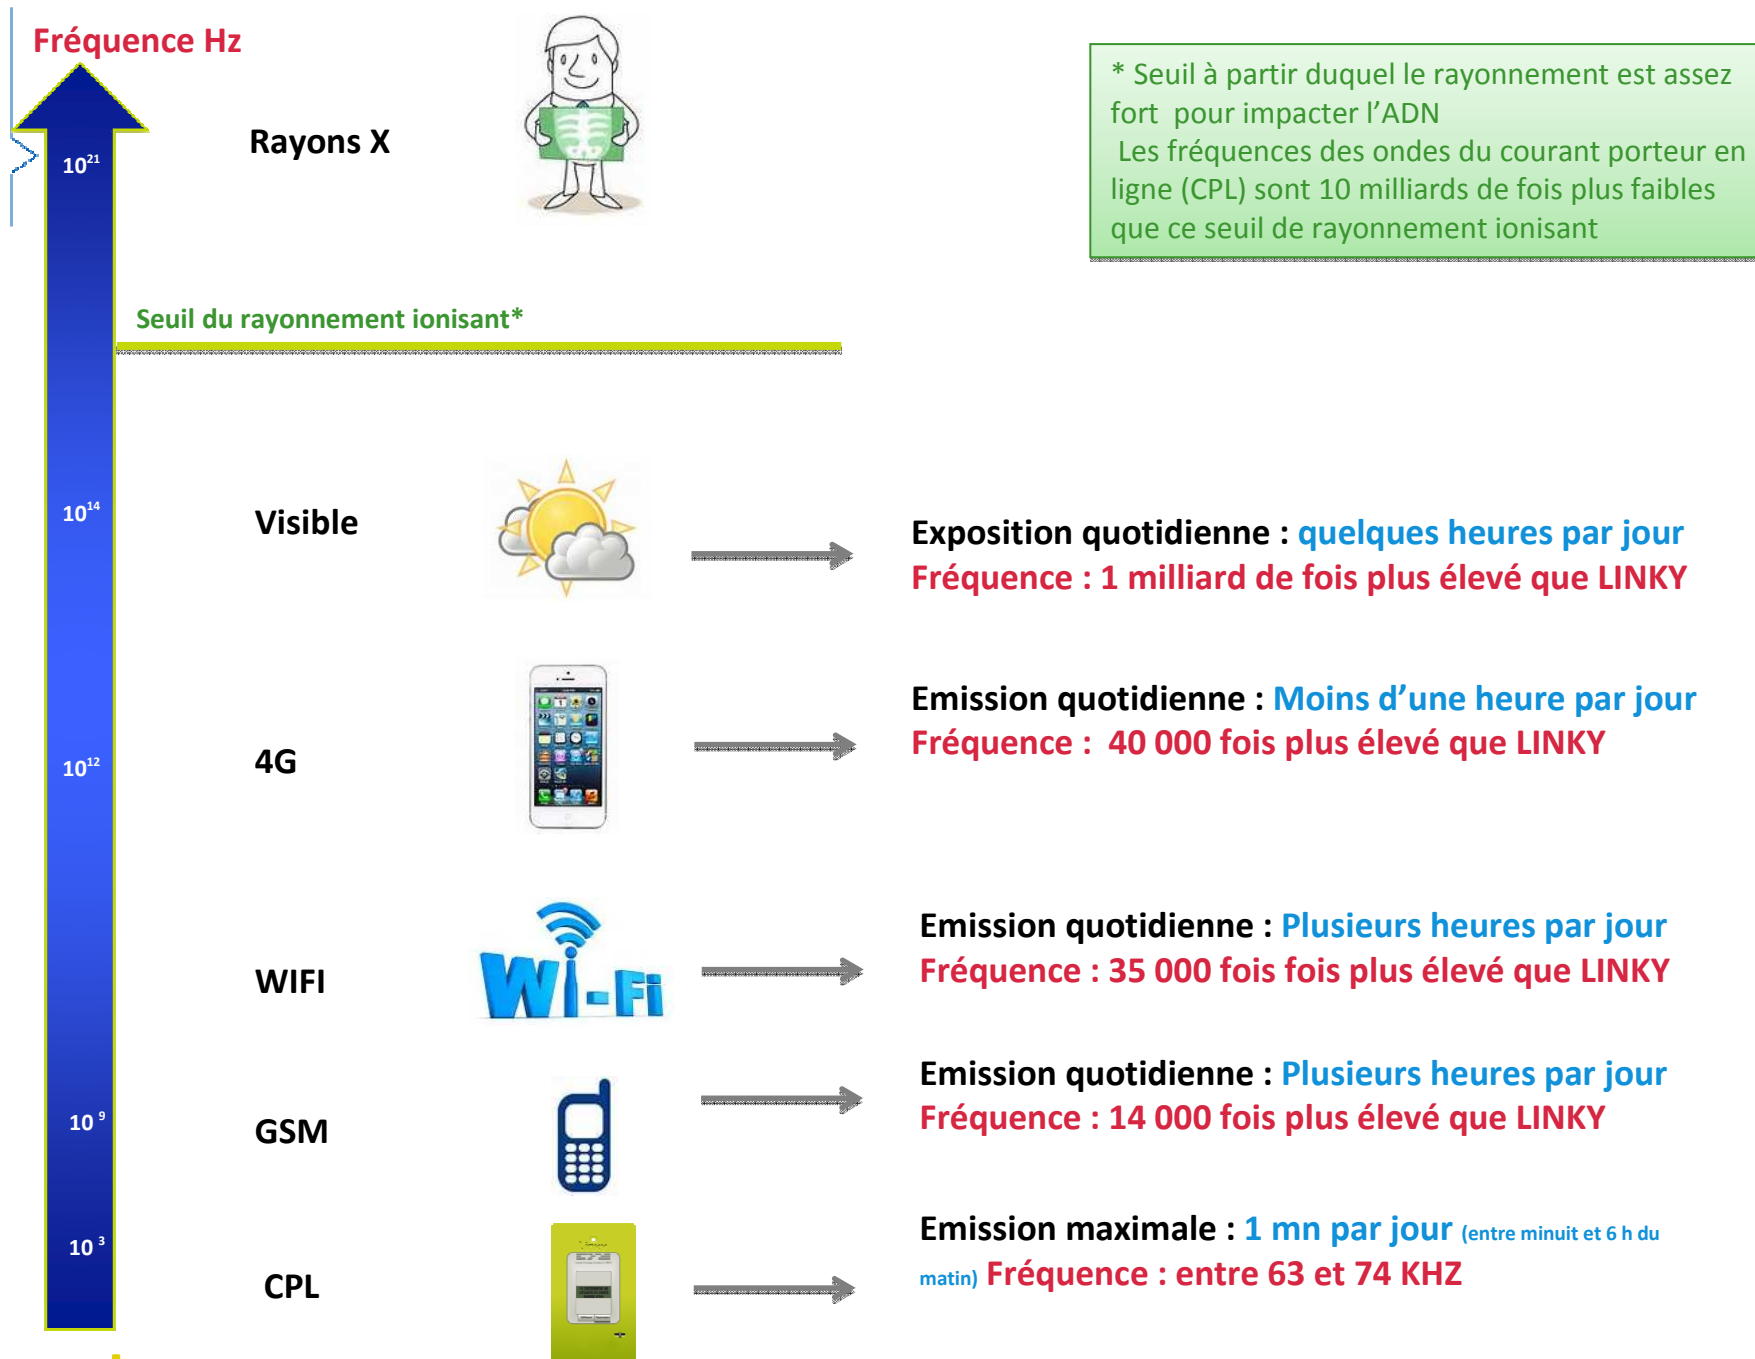 Fréquence Hz
* Seuil à partir duquel le rayonnement est assez
fort pour impacter l'ADN
Les fréquences des ondes du courant porteur en
ligne (CPL) sont 10 milliards de fois plus faibles
que ce seuil de rayonnement ionisant
10²¹
Rayons X
Seuil du rayonnement ionisant*
10¹⁴
Visible
Exposition quotidienne : quelques heures par jour
Fréquence : 1 milliard de fois plus élevé que LINKY
10¹²
4G
Emission quotidienne : Moins d’une heure par jour
Fréquence : 40 000 fois plus élevé que LINKY
WIFI
Wi-Fi
Emission quotidienne : Plusieurs heures par jour
Fréquence : 35 000 fois fois plus élevé que LINKY
10⁹
GSM
Emission quotidienne : Plusieurs heures par jour
Fréquence : 14 000 fois plus élevé que LINKY
10³
CPL
Emission maximale : 1 mn par jour (entre minuit et 6 h du
matin) Fréquence : entre 63 et 74 KHZ